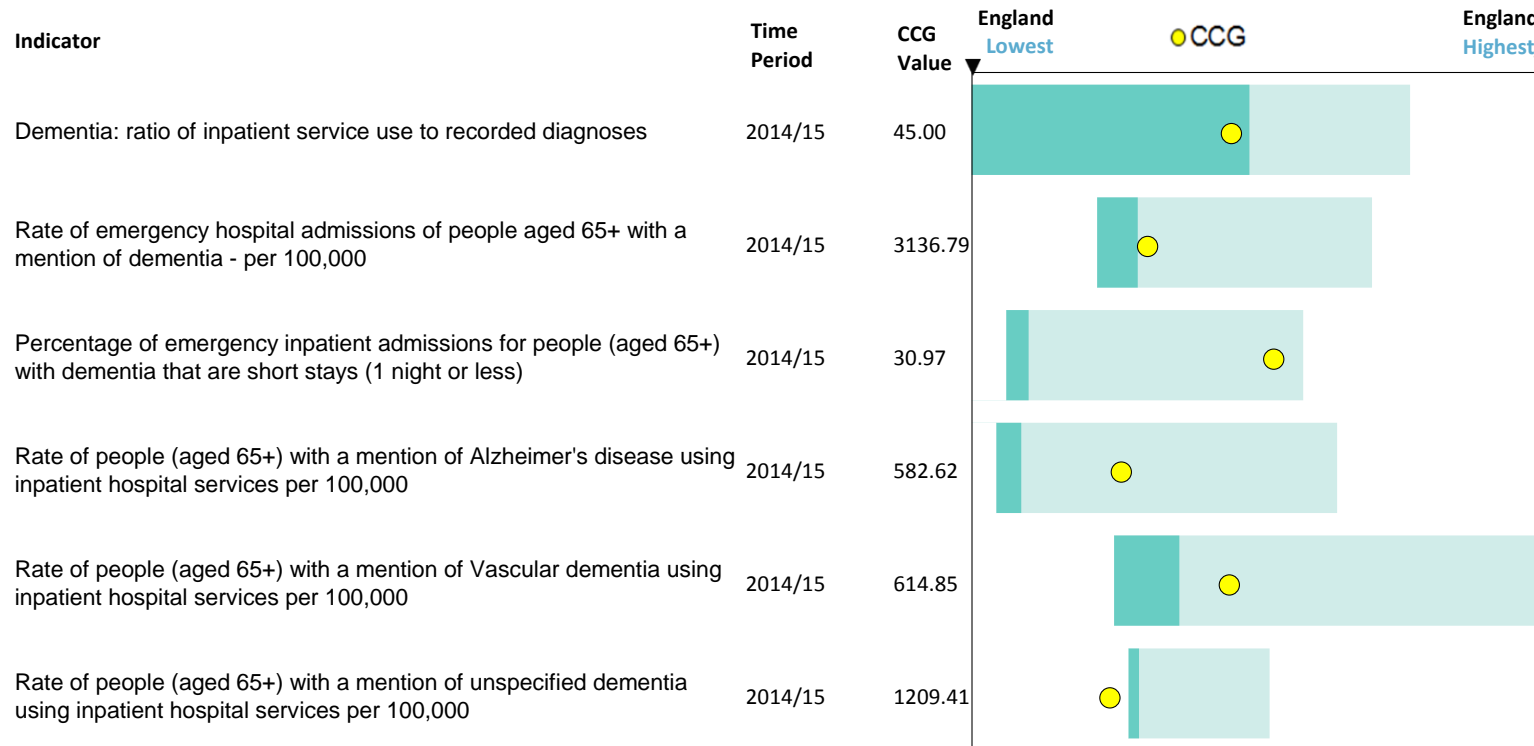 Indicator
Time
Period
CCG
Value
England
Lowest
CCG
England
Highest
Dementia: ratio of inpatient service use to recorded diagnoses
2014/15
45.00
Rate of emergency hospital admissions of people aged 65+ with a
mention of dementia - per 100,000
2014/15
3136.79
Percentage of emergency inpatient admissions for people (aged 65+)
with dementia that are short stays (1 night or less)
2014/15
30.97
Rate of people (aged 65+) with a mention of Alzheimer's disease using
inpatient hospital services per 100,000
2014/15
582.62
Rate of people (aged 65+) with a mention of Vascular dementia using
inpatient hospital services per 100,000
2014/15
614.85
Rate of people (aged 65+) with a mention of unspecified dementia
using inpatient hospital services per 100,000
2014/15
1209.41